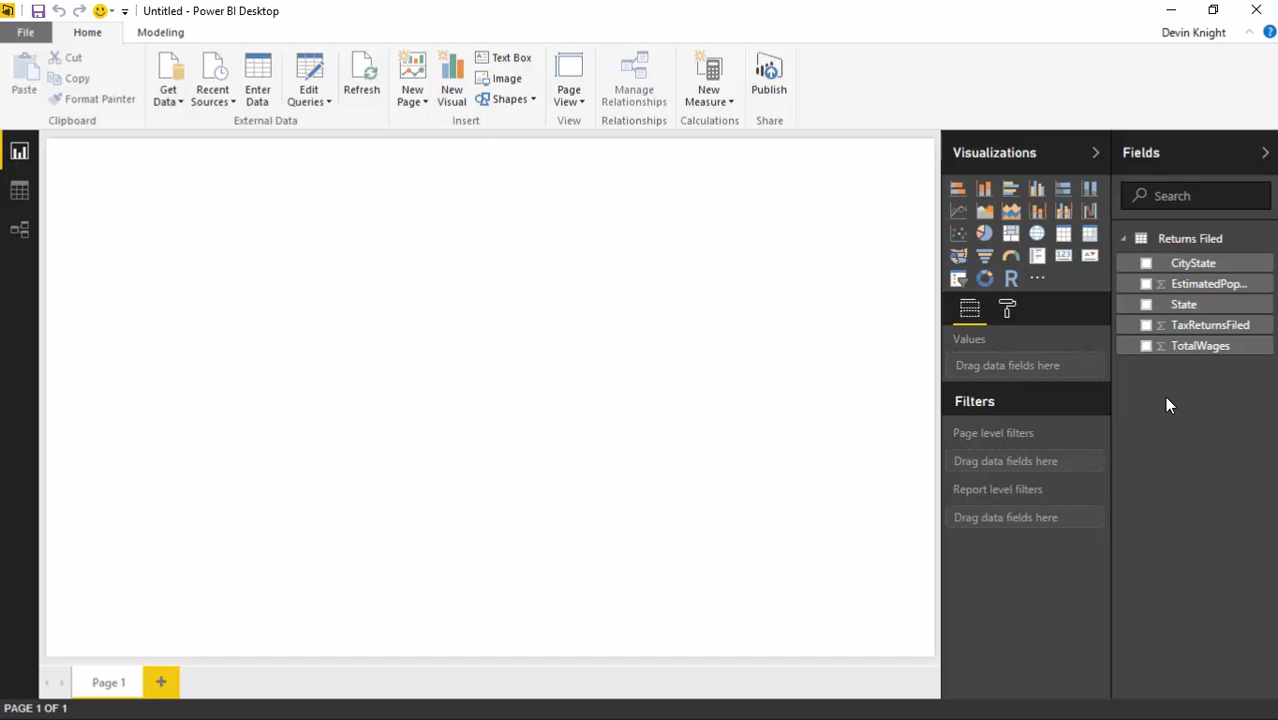 Untitled - Power BI Desktop
File
Home
Modeling
Devin Knight
Paste
Cut
Copy
Format Painter
Clipboard
Get Data
Recent Sources
Enter Data
Edit Queries
Refresh
External Data
New Page
New Visual
Text Box
Image
Shapes
Insert
Page View
View
Manage Relationships
Relationships
New Measure
Calculations
Publish
Share
Visualizations
R
123
Values
Drag data fields here
Filters
Page level filters
Drag data fields here
Report level filters
Drag data fields here
Fields
Search
Returns Filed
CityState
Σ EstimatedPop...
State
Σ TaxReturnsFiled
Σ TotalWages
Page 1
PAGE 1 OF 1